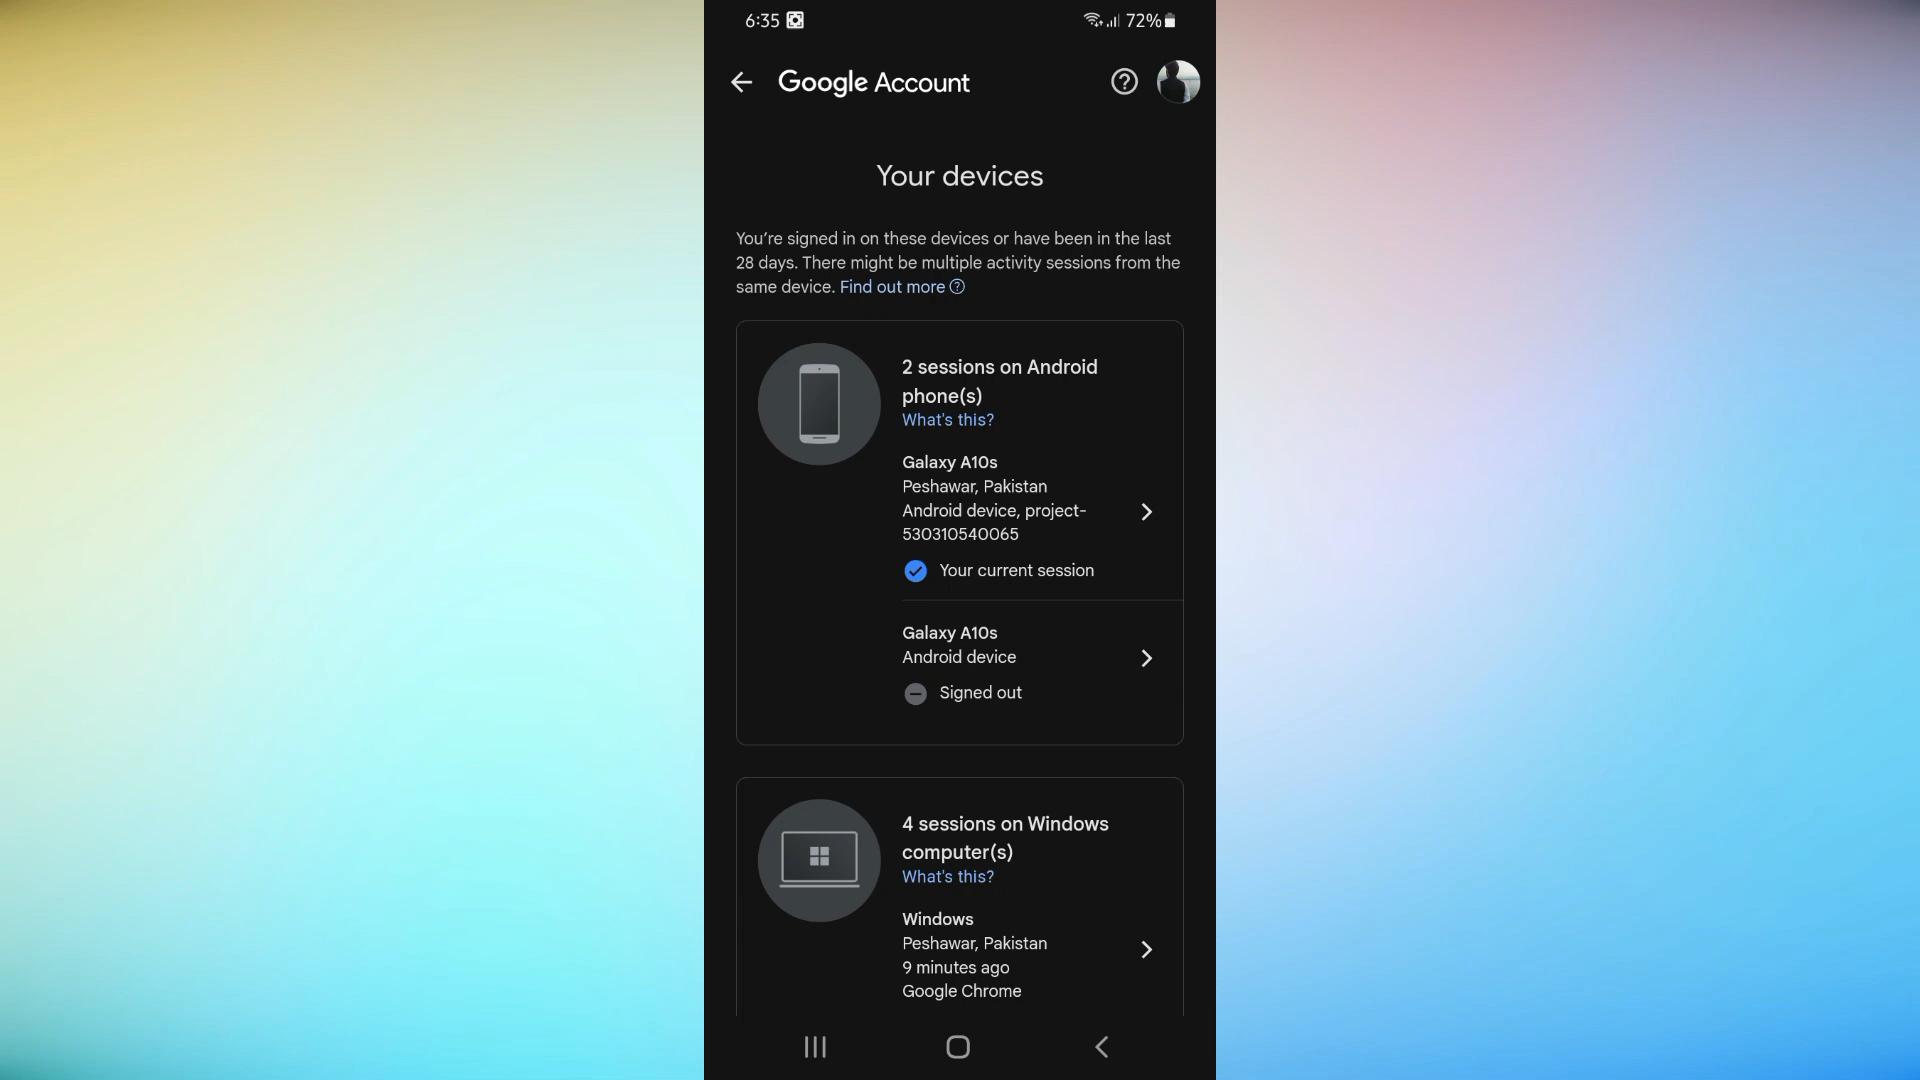 6:35
72%
Google Account
Your devices
You're signed in on these devices or have been in the last
28 days. There might be multiple activity sessions from the
same device. Find out more
2 sessions on Android
phone(s)
What's this?
Galaxy A10s
Peshawar, Pakistan
Android device, project-
530310540065
Your current session
Galaxy A10s
Android device
Signed out
4 sessions on Windows
computer(s)
What's this?
Windows
Peshawar, Pakistan
9 minutes ago
Google Chrome